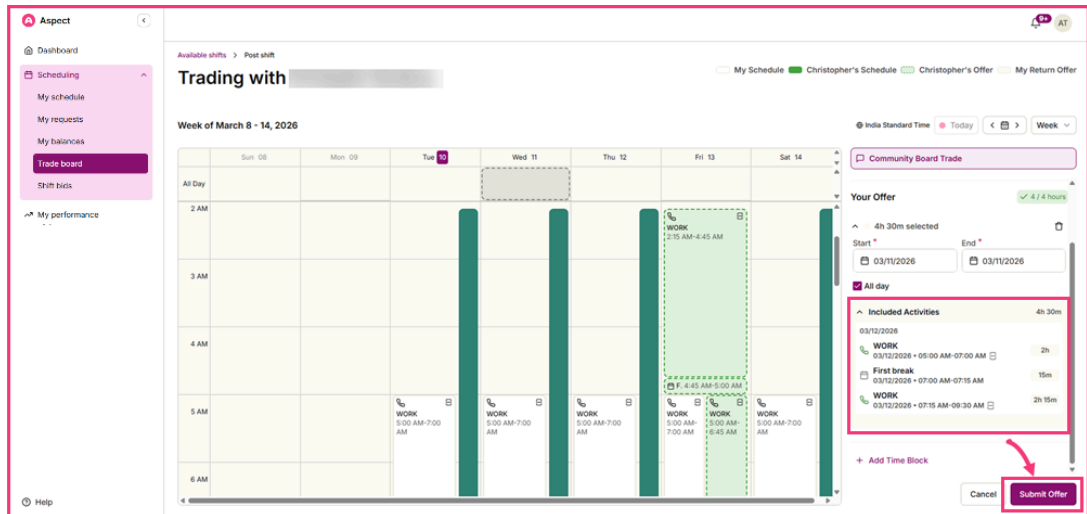 Aspect
9+
AT
Dashboard
Scheduling
My schedule
My requests
My balances
Trade board
Shift bids
My performance
Help
Available shifts > Post shift
Trading with
My Schedule Christopher's Schedule Christopher's Offer My Return Offer
Week of March 8 - 14, 2026
India Standard Time Today Week
Sun 08 Mon 09 Tue 10 Wed 11 Thu 12 Fri 13 Sat 14
All Day
2 AM
WORK
2:15 AM-4:45 AM
3 AM
4 AM
F. 4:45 AM-5:00 AM
5 AM
WORK
5:00 AM-7:00 AM
WORK
5:00 AM-7:00 AM
WORK
5:00 AM-7:00 AM
WORK
5:00 AM-7:00 AM
WORK
5:00 AM-6:45 AM
WORK
5:00 AM-7:00 AM
6 AM
Community Board Trade
Your Offer 4 / 4 hours
4h 30m selected
Start * End *
03/11/2026 03/11/2026
All day
Included Activities 4h 30m
03/12/2026
WORK
03/12/2026 • 05:00 AM-07:00 AM 2h
First break
03/12/2026 • 07:00 AM-07:15 AM 15m
WORK
03/12/2026 • 07:15 AM-09:30 AM 2h 15m
+ Add Time Block
Cancel Submit Offer